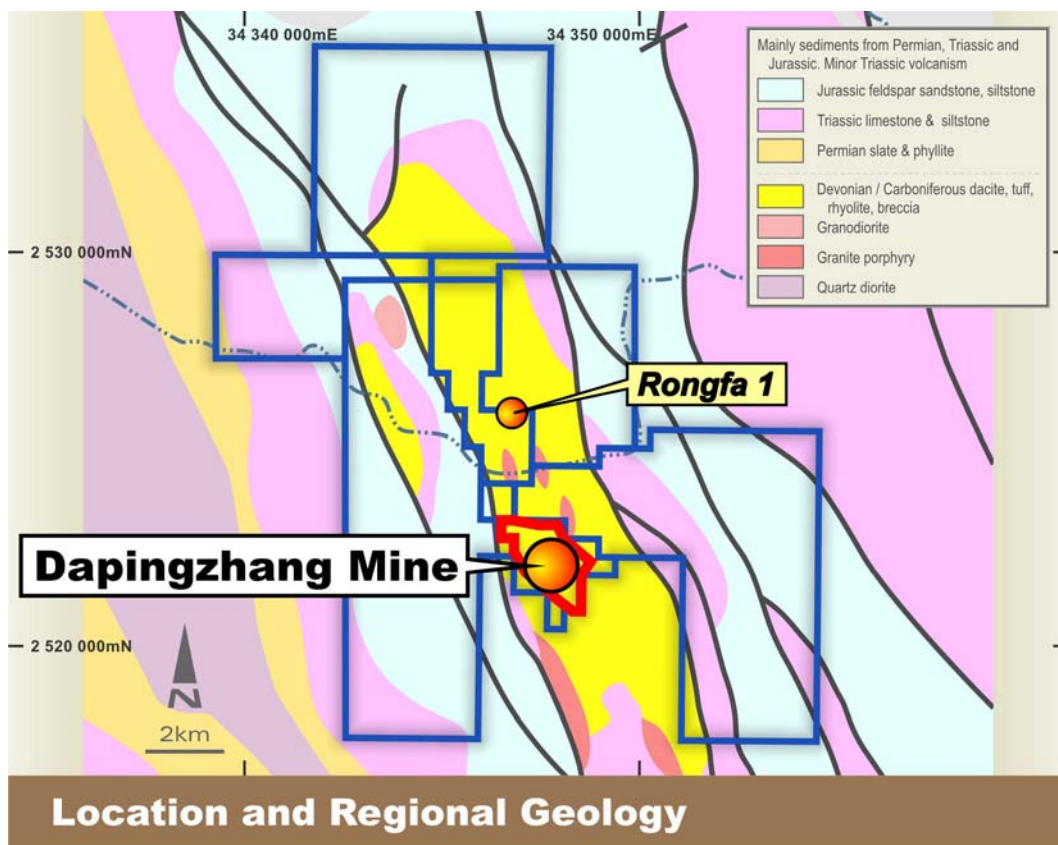 34 340 000mE
34 350 000mE
Mainly sediments from Permian, Triassic and
Jurassic. Minor Triassic volcanism
Jurassic feldspar sandstone, siltstone
Triassic limestone & siltstone
Permian slate & phyllite
Devonian / Carboniferous dacite, tuff,
rhyolite, breccia
Granodiorite
Granite porphyry
Quartz diorite
2 530 000mN
Rongfa 1
Dapingzhang Mine
2 520 000mN
N
2km
Location and Regional Geology